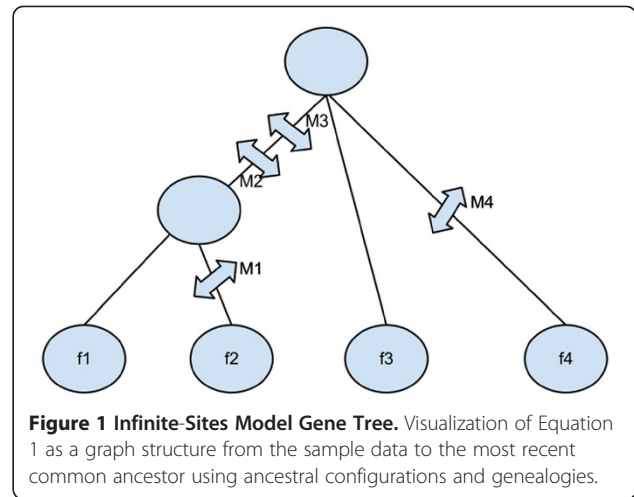 M3
M2
M4
M1
f1
f2
f3
f4
Figure 1 Infinite-Sites Model Gene Tree. Visualization of Equation
1 as a graph structure from the sample data to the most recent
common ancestor using ancestral configurations and genealogies.